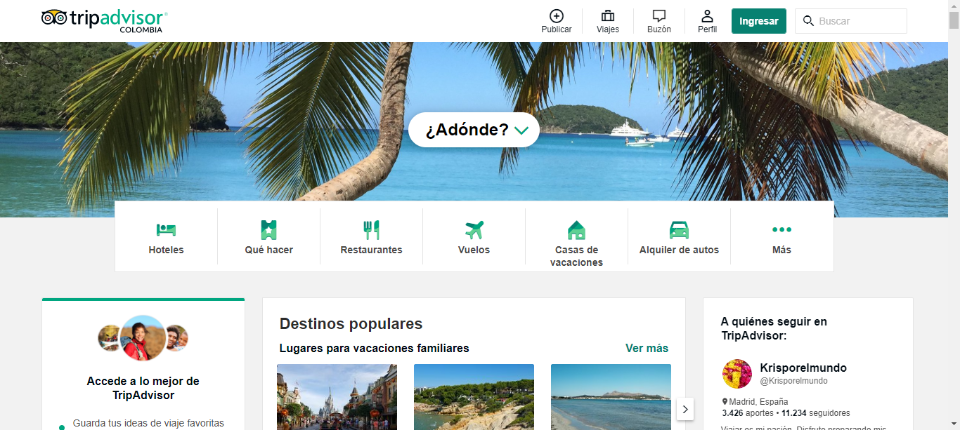 tripadvisor
COLOMBIA
Publicar
Viajes
Buzón
Perfil
Ingresar
Buscar
¿Adónde?
Hoteles
Qué hacer
Restaurantes
Vuelos
Casas de
vacaciones
Alquiler de autos
Más
Accede a lo mejor de
TripAdvisor
Guarda tus ideas de viaje favoritas
Destinos populares
Lugares para vacaciones familiares
Ver más
A quiénes seguir en
TripAdvisor:
Krisporelmundo
@Krisporelmundo
Madrid, España
3.426 aportes • 11.234 seguidores
Viajar es mi pasión. Disfruto preparando mis